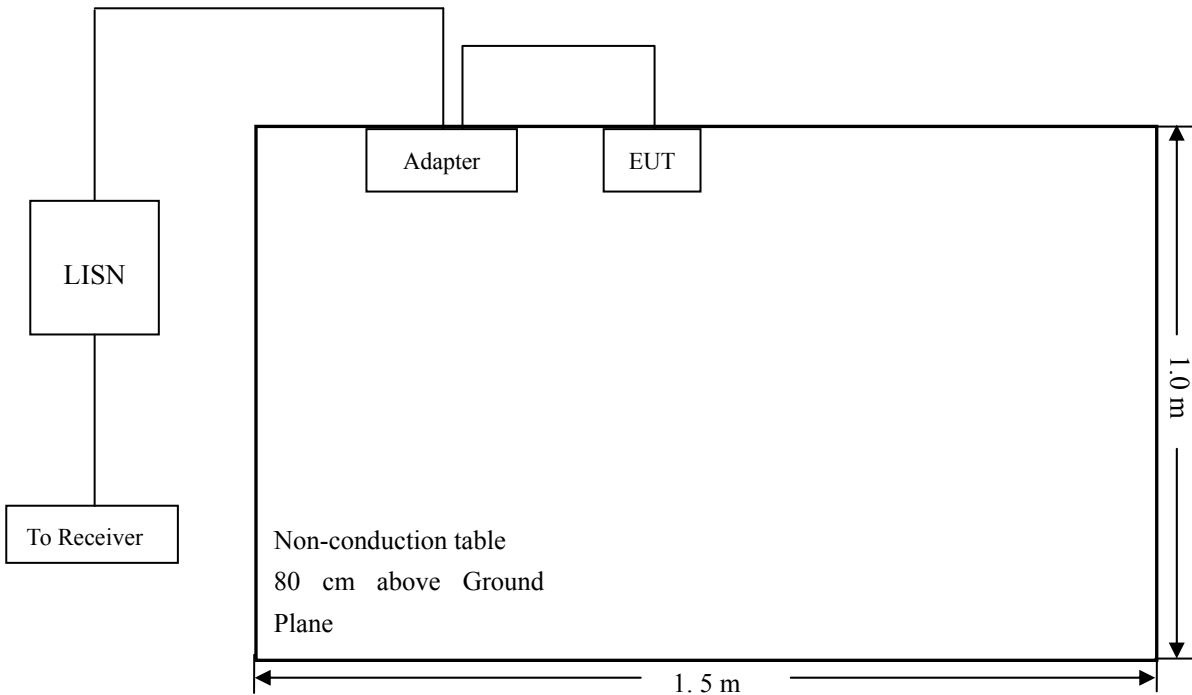 Adapter
EUT
LISN
1.0 m
To Receiver
Non-conduction table
80 cm above Ground
Plane
1. 5 m